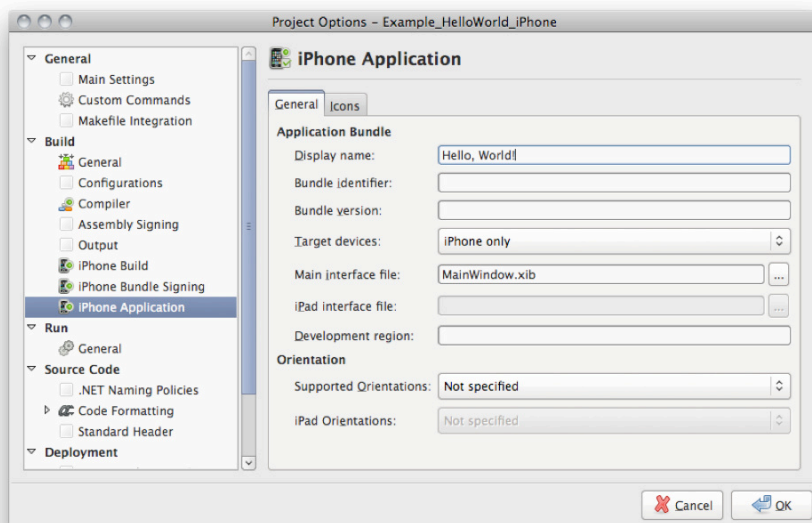 Project Options – Example_HelloWorld_iPhone
General
Main Settings
Custom Commands
Makefile Integration
Build
General
Configurations
Compiler
Assembly Signing
Output
iPhone Build
iPhone Bundle Signing
iPhone Application
Run
General
Source Code
.NET Naming Policies
Code Formatting
Standard Header
Deployment
iPhone Application
General Icons
Application Bundle
Display name: Hello, World!
Bundle identifier:
Bundle version:
Target devices: iPhone only
Main interface file: MainWindow.xib ...
iPad interface file: ...
Development region:
Orientation
Supported Orientations: Not specified
iPad Orientations: Not specified
Cancel OK